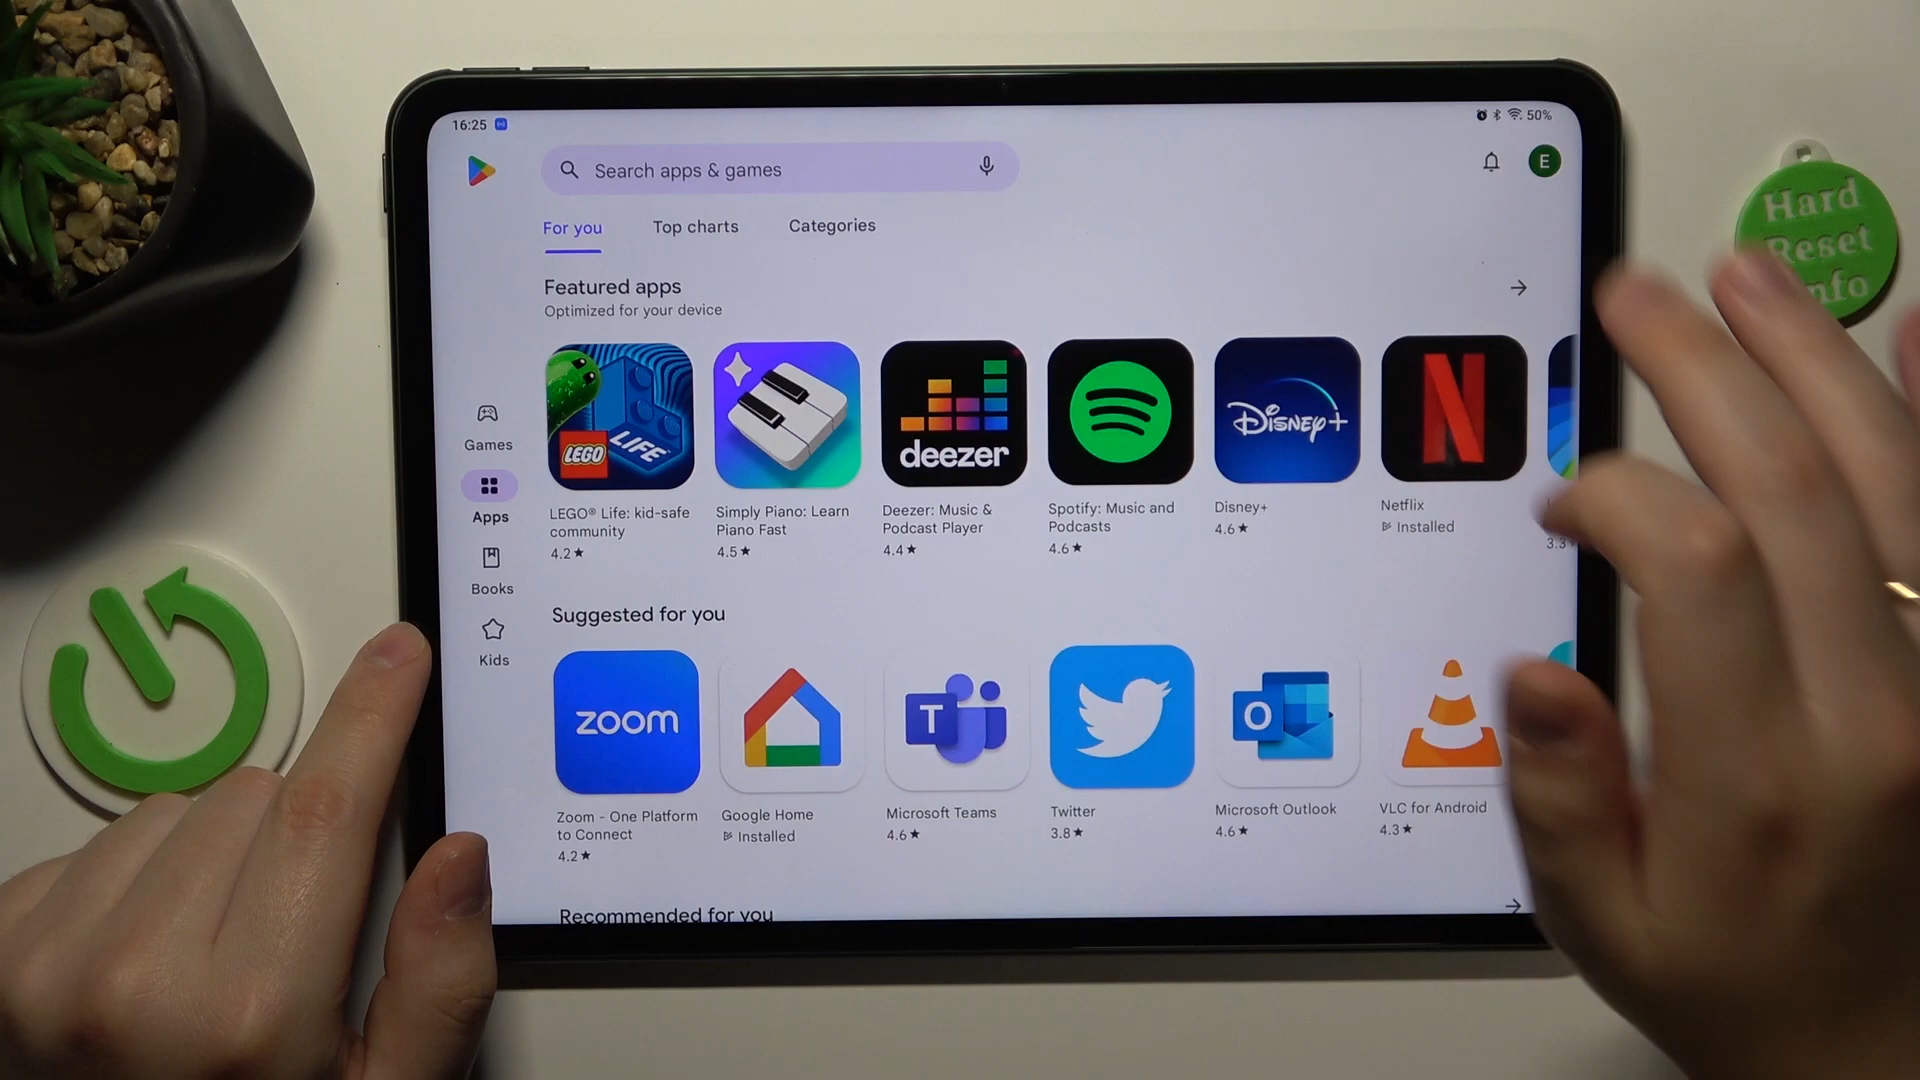 16:25
50%
Search apps & games
E
For you
Top charts
Categories
Featured apps
Optimized for your device
Games
Apps
Books
Kids
LEGO
LIFE
deezer
Disney+
N
LEGO® Life: kid-safe
community
4.2★
Simply Piano: Learn
Piano Fast
4.5★
Deezer: Music &
Podcast Player
4.4★
Spotify: Music and
Podcasts
4.6★
Disney+
4.6★
Netflix
Installed
3.3
Suggested for you
zoom
T
O
Zoom - One Platform
to Connect
4.2★
Google Home
Installed
Microsoft Teams
4.6★
Twitter
3.8★
Microsoft Outlook
4.6★
VLC for Android
4.3★
Recommended for you
Hard
Reset